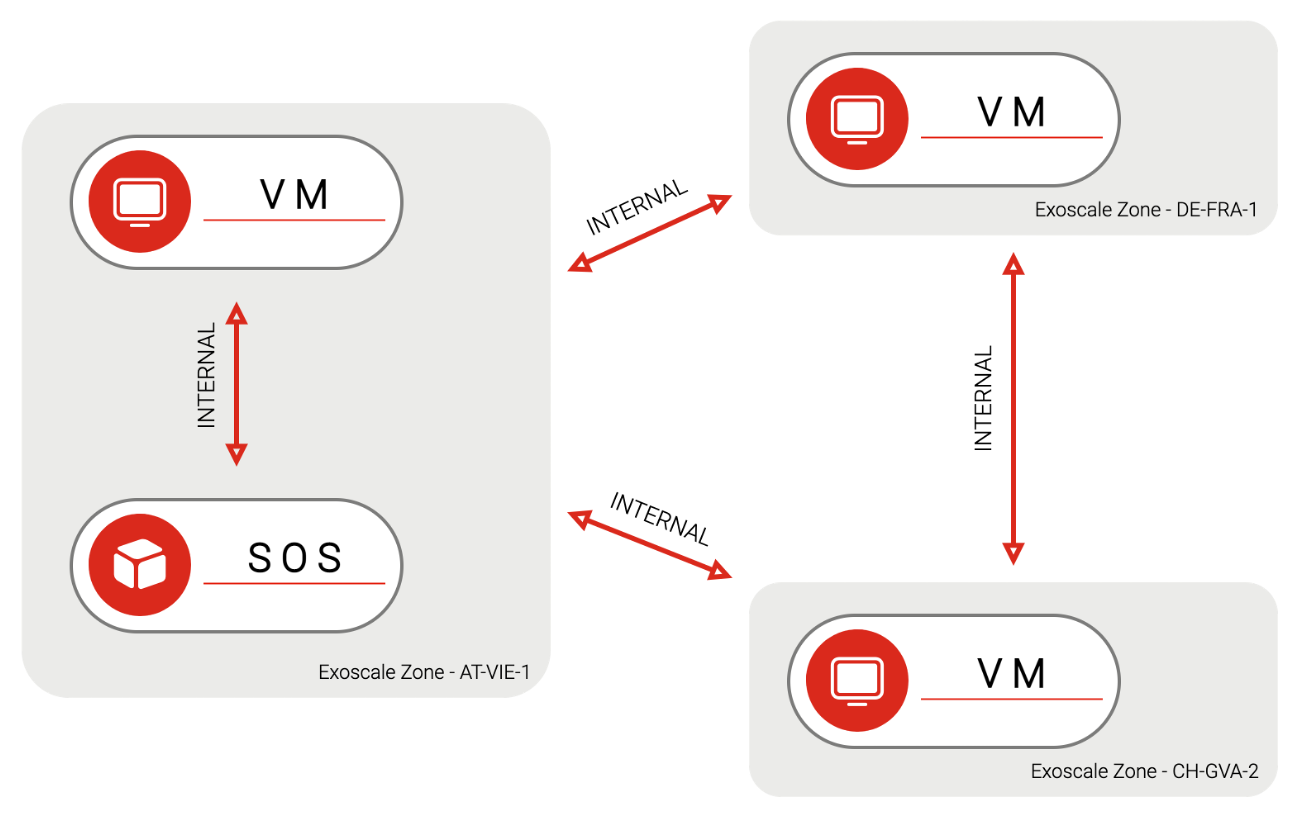 VM
INTERNAL
SOS
Exoscale Zone - AT-VIE-1
INTERNAL
INTERNAL
VM
Exoscale Zone - DE-FRA-1
INTERNAL
VM
Exoscale Zone - CH-GVA-2